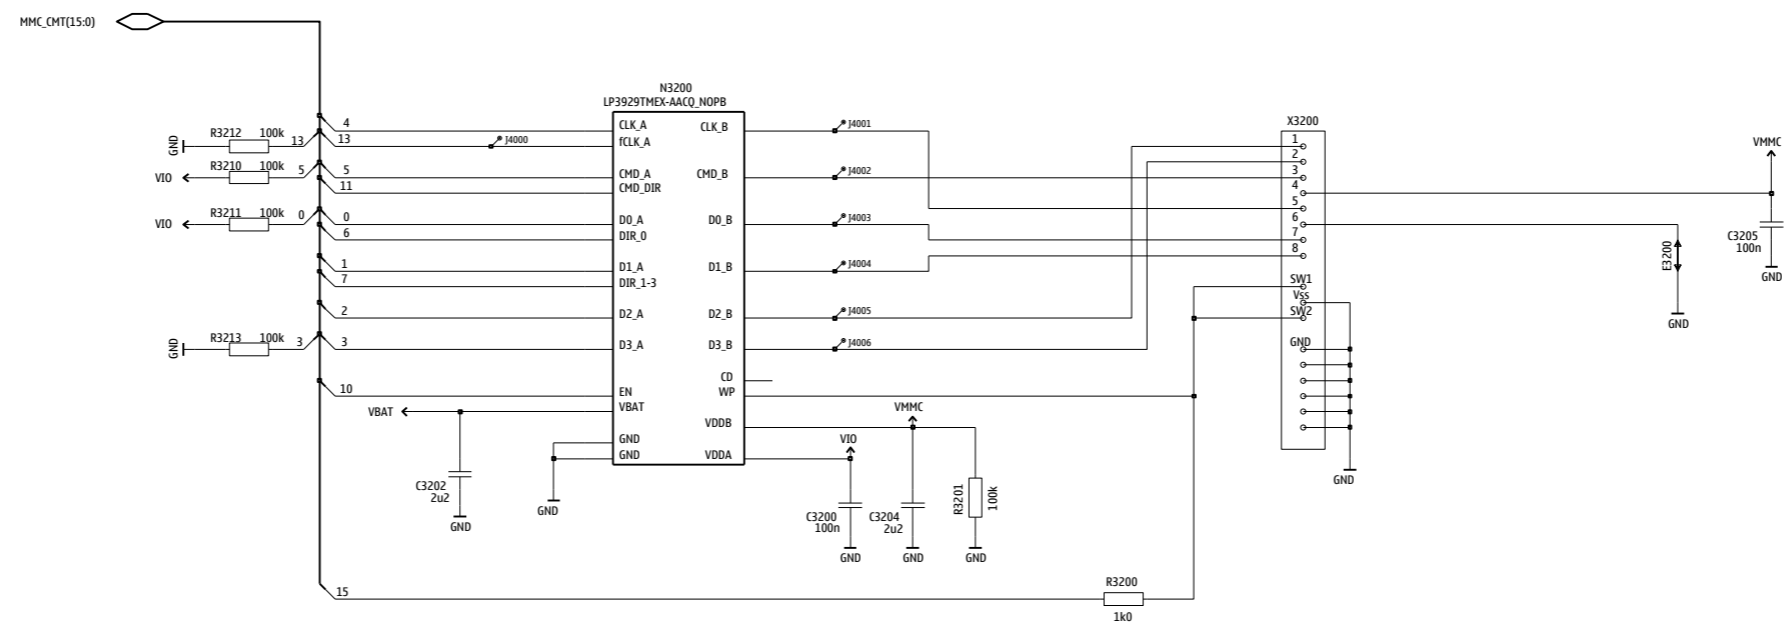 MMC_CMT(15:0)
N3200
LP3929TMEX-AACQ_NOPB
GND
R3212
100k
13
4
13
J4000
CLK_A
fCLK_A
CLK_B
J4001
X3200
VMMC
VIO
R3210
100k
5
5
11
CMD_A
CMD_DIR
CMD_B
J4002
VIO
R3211
100k
0
0
6
D0_A
DIR_0
D0_B
J4003
1
7
D1_A
DIR_1-3
D1_B
J4004
2
D2_A
D2_B
J4005
GND
R3213
100k
3
3
D3_A
D3_B
J4006
10
EN
CD
WP
VBAT
VBAT
VDDB
VMMC
GND
GND
VDDA
VIO
1
2
3
4
5
6
7
8
SW1
Vss
SW2
GND
GND
E3200
GND
C3205
100n
GND
C3202
2u2
GND
GND
C3200
100n
GND
C3204
2u2
GND
R3201
100k
GND
15
R3200
1k0